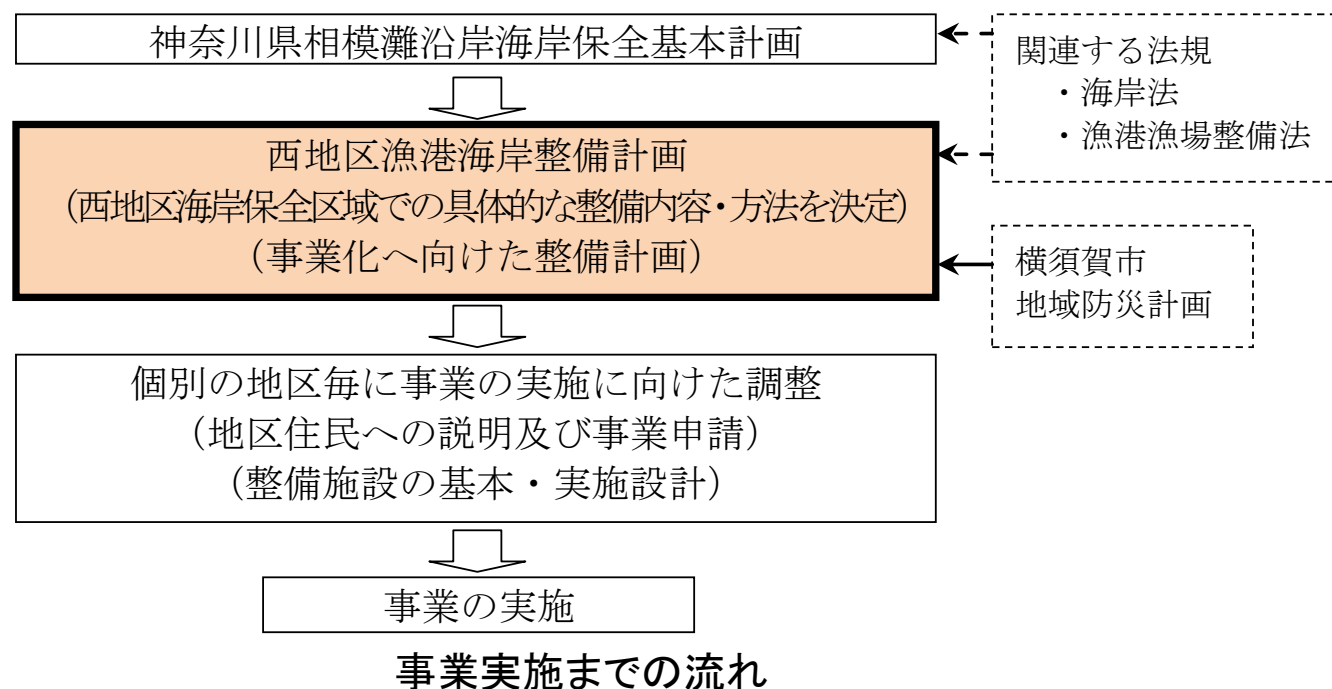 神奈川県相模灘沿岸海岸保全基本計画
関連する法規
・海岸法
・漁港漁場整備法
西地区漁港海岸整備計画
（西地区海岸保全区域での具体的な整備内容・方法を決定）
（事業化へ向けた整備計画）
横須賀市
地域防災計画
個別の地区毎に事業の実施に向けた調整
（地区住民への説明及び事業申請）
（整備施設の基本・実施設計）
事業の実施
事業実施までの流れ